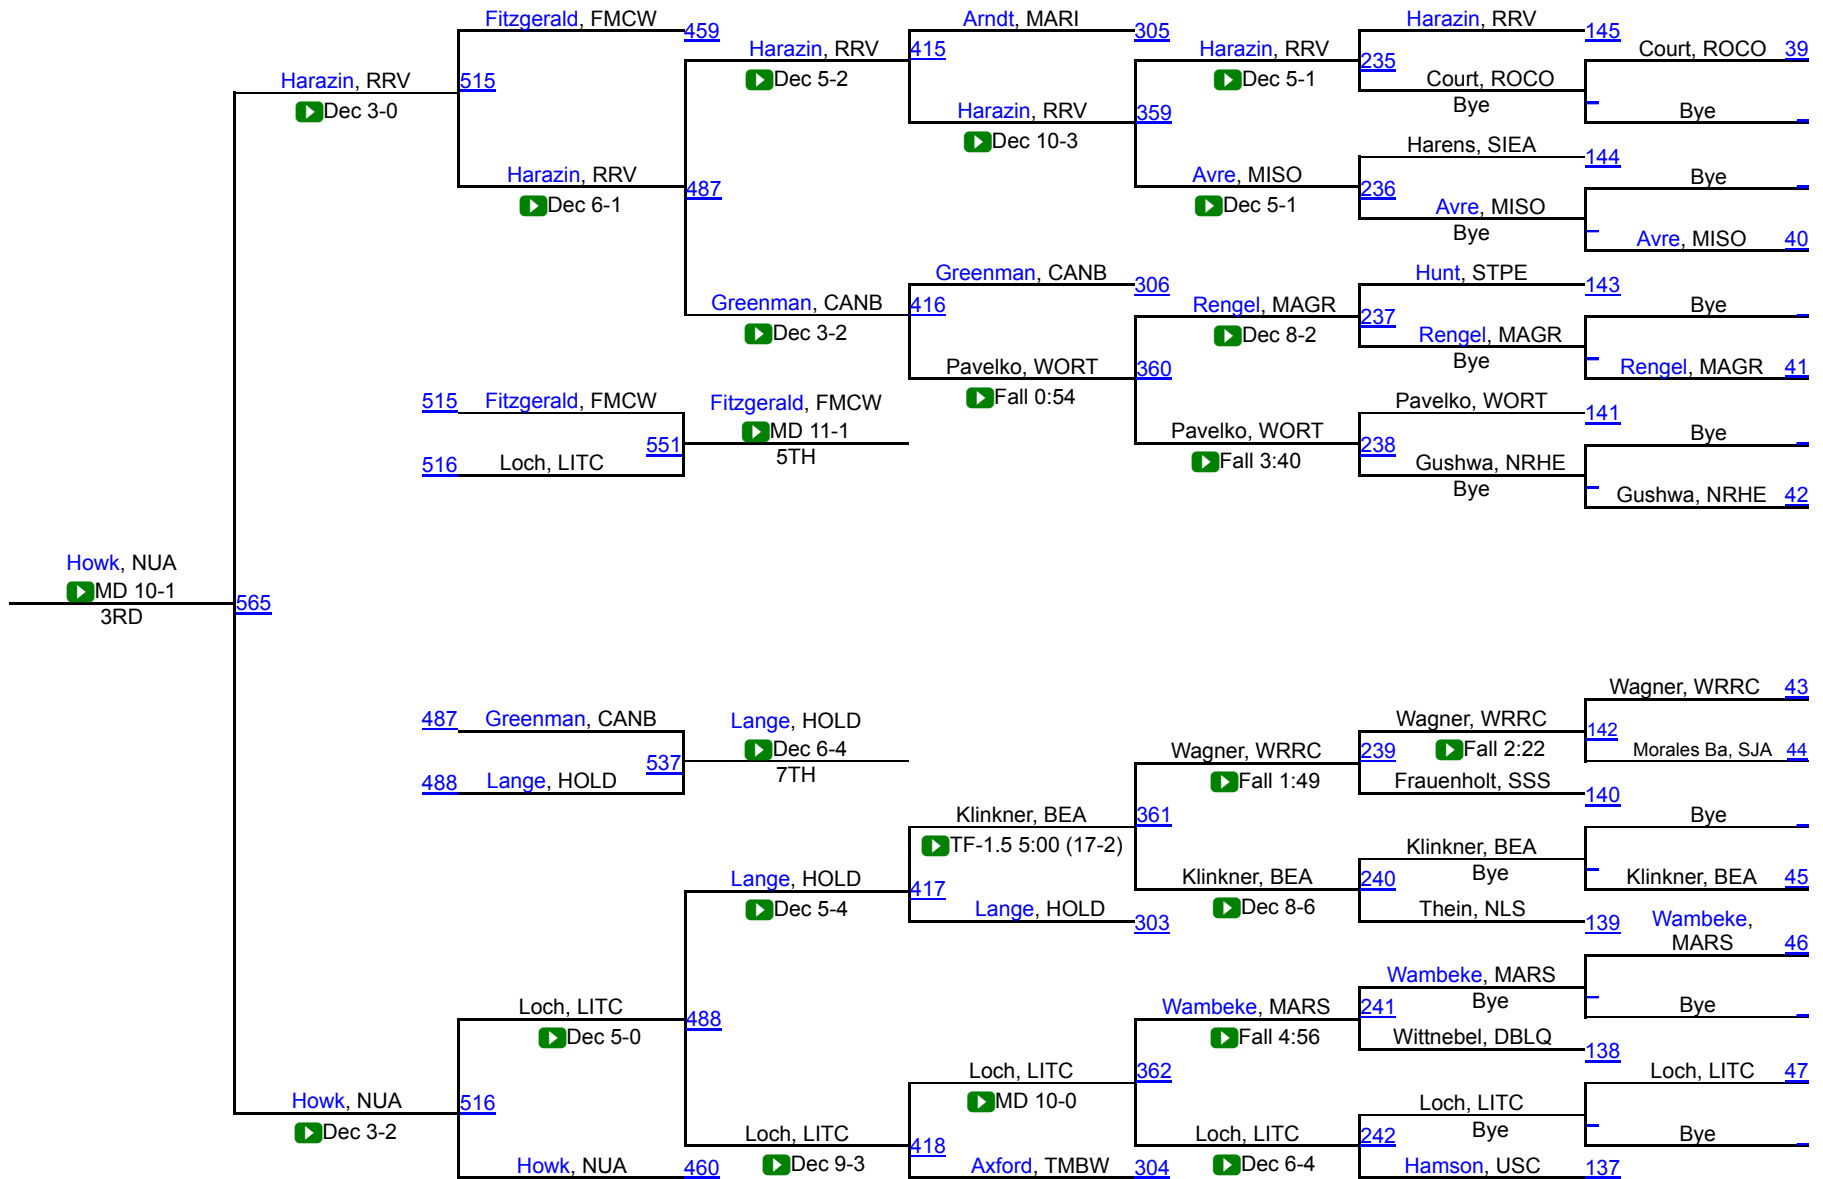 Fitzgerald, FMCW
459
Arndt, MARI
305
Harazin, RRV
145
Harazin, RRV
415
Harazin, RRV
Court, ROCO 39
Dec 5-2
Dec 5-1
235
Harazin, RRV
515
Court, ROCO
Dec 3-0
Harazin, RRV
359
Bye
Bye
Dec 10-3
Harens, SIEA
144
Harazin, RRV
487
Avre, MISO
236
Bye
Dec 6-1
Dec 5-1
Avre, MISO
Bye
Avre, MISO 40
Greenman, CANB
306
Hunt, STPE
143
Greenman, CANB
416
Rengel, MAGR
237
Bye
Dec 3-2
Dec 8-2
Rengel, MAGR
Bye
Pavelko, WORT
360
Rengel, MAGR 41
Fall 0:54
515 Fitzgerald, FMCW
Fitzgerald, FMCW
Pavelko, WORT
141
551
MD 11-1
Pavelko, WORT
238
Bye
516 Loch, LITC
5TH
Fall 3:40
Gushwa, NRHE
Bye
Gushwa, NRHE 42
Howk, NUA
MD 10-1
565
3RD
Wagner, WRRC 43
487 Greenman, CANB
Lange, HOLD
Wagner, WRRC
142
537
Dec 6-4
Wagner, WRRC
239
Fall 2:22
Morales Ba, SJA 44
488 Lange, HOLD
7TH
Fall 1:49
Frauenholt, SSS
140
Klinkner, BEA
361
Bye
TF-1.5 5:00 (17-2)
Klinkner, BEA
Lange, HOLD
417
Klinkner, BEA
240
Bye
Klinkner, BEA 45
Dec 5-4
Lange, HOLD
303
Dec 8-6
Thein, NLS
139
Wambeke,
MARS 46
Wambeke, MARS
Loch, LITC
488
Wambeke, MARS
241
Bye
Bye
Dec 5-0
Fall 4:56
Wittnebel, DBLQ
138
Loch, LITC
362
Loch, LITC 47
Howk, NUA
516
MD 10-0
Loch, LITC
Dec 3-2
Loch, LITC
418
Loch, LITC
242
Bye
Bye
Dec 9-3
Dec 6-4
Howk, NUA
460
Axford, TMBW
304
Hamson, USC
137